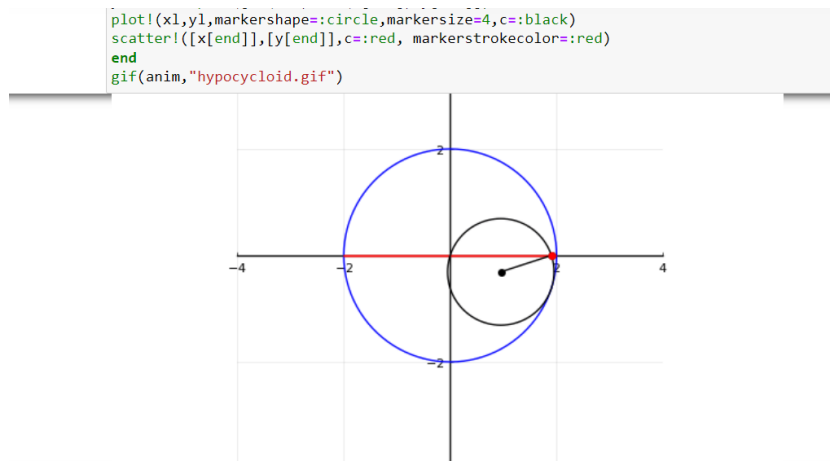 plot!(xl,yl,markershape=:circle,markersize=4,c=:black)
scatter!([x[end]],[y[end]],c=:red, markerstrokecolor=:red)
end
gif(anim,"hypocycloid.gif")
2
−4 −2 2 4
−2